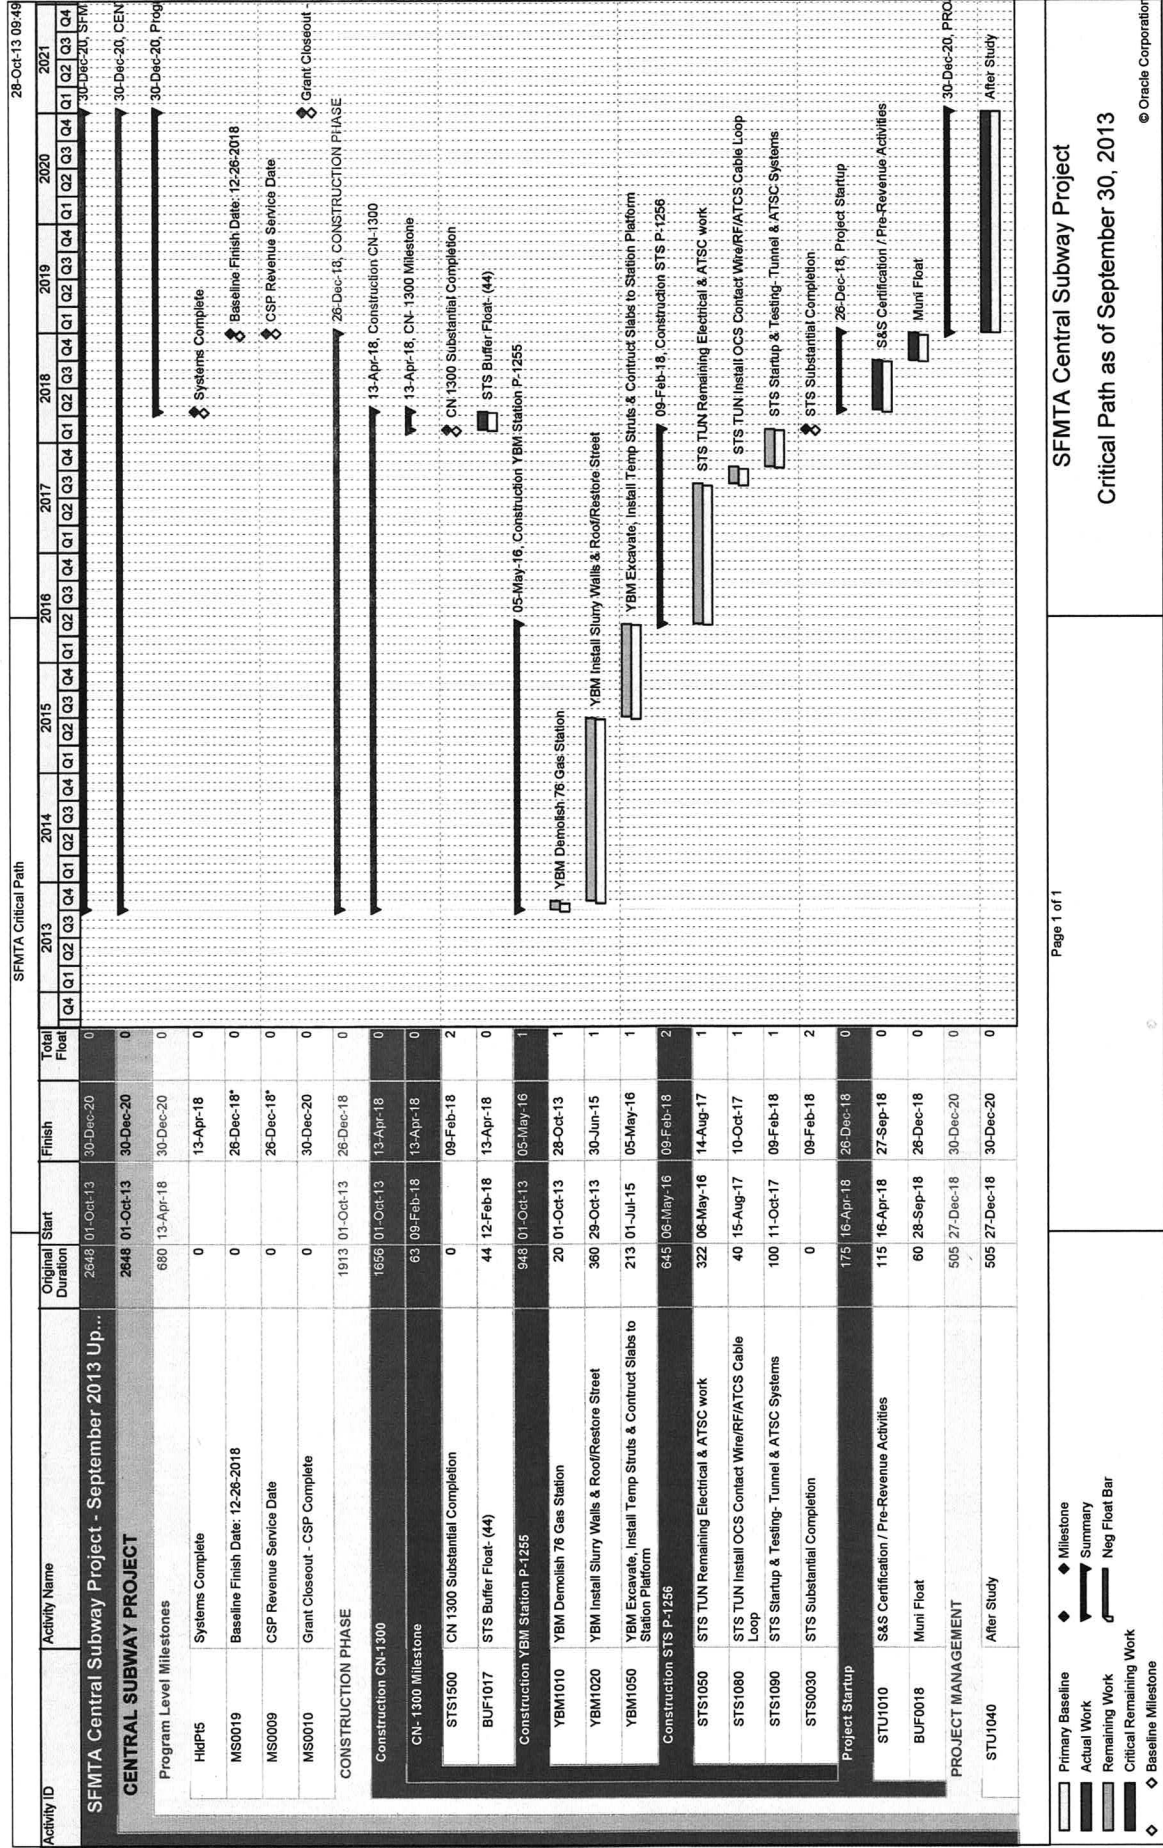 SFMTA Critical Path
28-Oct-13 09:49
Activity ID Activity Name Original Duration Start Finish Total Float
2013 2014 2015 2016 2017 2018 2019 2020 2021
Q4 Q1 Q2 Q3 Q4 Q1 Q2 Q3 Q4 Q1 Q2 Q3 Q4 Q1 Q2 Q3 Q4 Q1 Q2 Q3 Q4 Q1 Q2 Q3 Q4 Q1 Q2 Q3 Q4 Q1 Q2 Q3 Q4 Q1 Q2 Q3 Q4
SFMTA Central Subway Project - September 2013 Up... 2648 01-Oct-13 30-Dec-20 0
30-Dec-20, SFM
CENTRAL SUBWAY PROJECT 2648 01-Oct-13 30-Dec-20 0
30-Dec-20, CEN
Program Level Milestones 680 13-Apr-18 30-Dec-20 0
30-Dec-20, Prog
HldPt5 Systems Complete 0 13-Apr-18 0
Systems Complete
MS0019 Baseline Finish Date: 12-26-2018 0 26-Dec-18* 0
Baseline Finish Date: 12-26-2018
MS0009 CSP Revenue Service Date 0 26-Dec-18* 0
CSP Revenue Service Date
MS0010 Grant Closeout - CSP Complete 0 30-Dec-20 0
Grant Closeout -
CONSTRUCTION PHASE 1913 01-Oct-13 26-Dec-18 0
26-Dec-18, CONSTRUCTION PHASE
Construction CN-1300 1656 01-Oct-13 13-Apr-18 0
13-Apr-18, Construction CN-1300
CN- 1300 Milestone 63 09-Feb-18 13-Apr-18 0
13-Apr-18, CN- 1300 Milestone
STS1500 CN 1300 Substantial Completion 0 09-Feb-18 2
CN 1300 Substantial Completion
BUF1017 STS Buffer Float- (44) 44 12-Feb-18 13-Apr-18 0
STS Buffer Float- (44)
Construction YBM Station P-1255 948 01-Oct-13 05-May-16 1
05-May-16, Construction YBM Station P-1255
YBM1010 YBM Demolish 76 Gas Station 20 01-Oct-13 28-Oct-13 1
YBM Demolish 76 Gas Station
YBM1020 YBM Install Slurry Walls & Roof/Restore Street 360 29-Oct-13 30-Jun-15 1
YBM Install Slurry Walls & Roof/Restore Street
YBM1050 YBM Excavate, Install Temp Struts & Contruct Slabs to
Station Platform 213 01-Jul-15 05-May-16 1
YBM Excavate, Install Temp Struts & Contruct Slabs to Station Platform
Construction STS P-1256 645 06-May-16 09-Feb-18 2
09-Feb-18, Construction STS P-1256
STS1050 STS TUN Remaining Electrical & ATSC work 322 06-May-16 14-Aug-17 1
STS TUN Remaining Electrical & ATSC work
STS1080 STS TUN Install OCS Contact Wire/RF/ATCS Cable
Loop 40 15-Aug-17 10-Oct-17 1
STS TUN Install OCS Contact Wire/RF/ATCS Cable Loop
STS1090 STS Startup & Testing- Tunnel & ATSC Systems 100 11-Oct-17 09-Feb-18 1
STS Startup & Testing- Tunnel & ATSC Systems
STS0030 STS Substantial Completion 0 09-Feb-18 2
STS Substantial Completion
Project Startup 175 16-Apr-18 26-Dec-18 0
26-Dec-18, Project Startup
STU1010 S&S Certification / Pre-Revenue Activities 115 16-Apr-18 27-Sep-18 0
S&S Certification / Pre-Revenue Activities
BUF0018 Muni Float 60 28-Sep-18 26-Dec-18 0
Muni Float
PROJECT MANAGEMENT 505 27-Dec-18 30-Dec-20 0
30-Dec-20, PRO
STU1040 After Study 505 27-Dec-18 30-Dec-20 0
After Study
Primary Baseline
Actual Work
Remaining Work
Critical Remaining Work
Baseline Milestone
Milestone
Summary
Neg Float Bar
Page 1 of 1
SFMTA Central Subway Project
Critical Path as of September 30, 2013
© Oracle Corporation